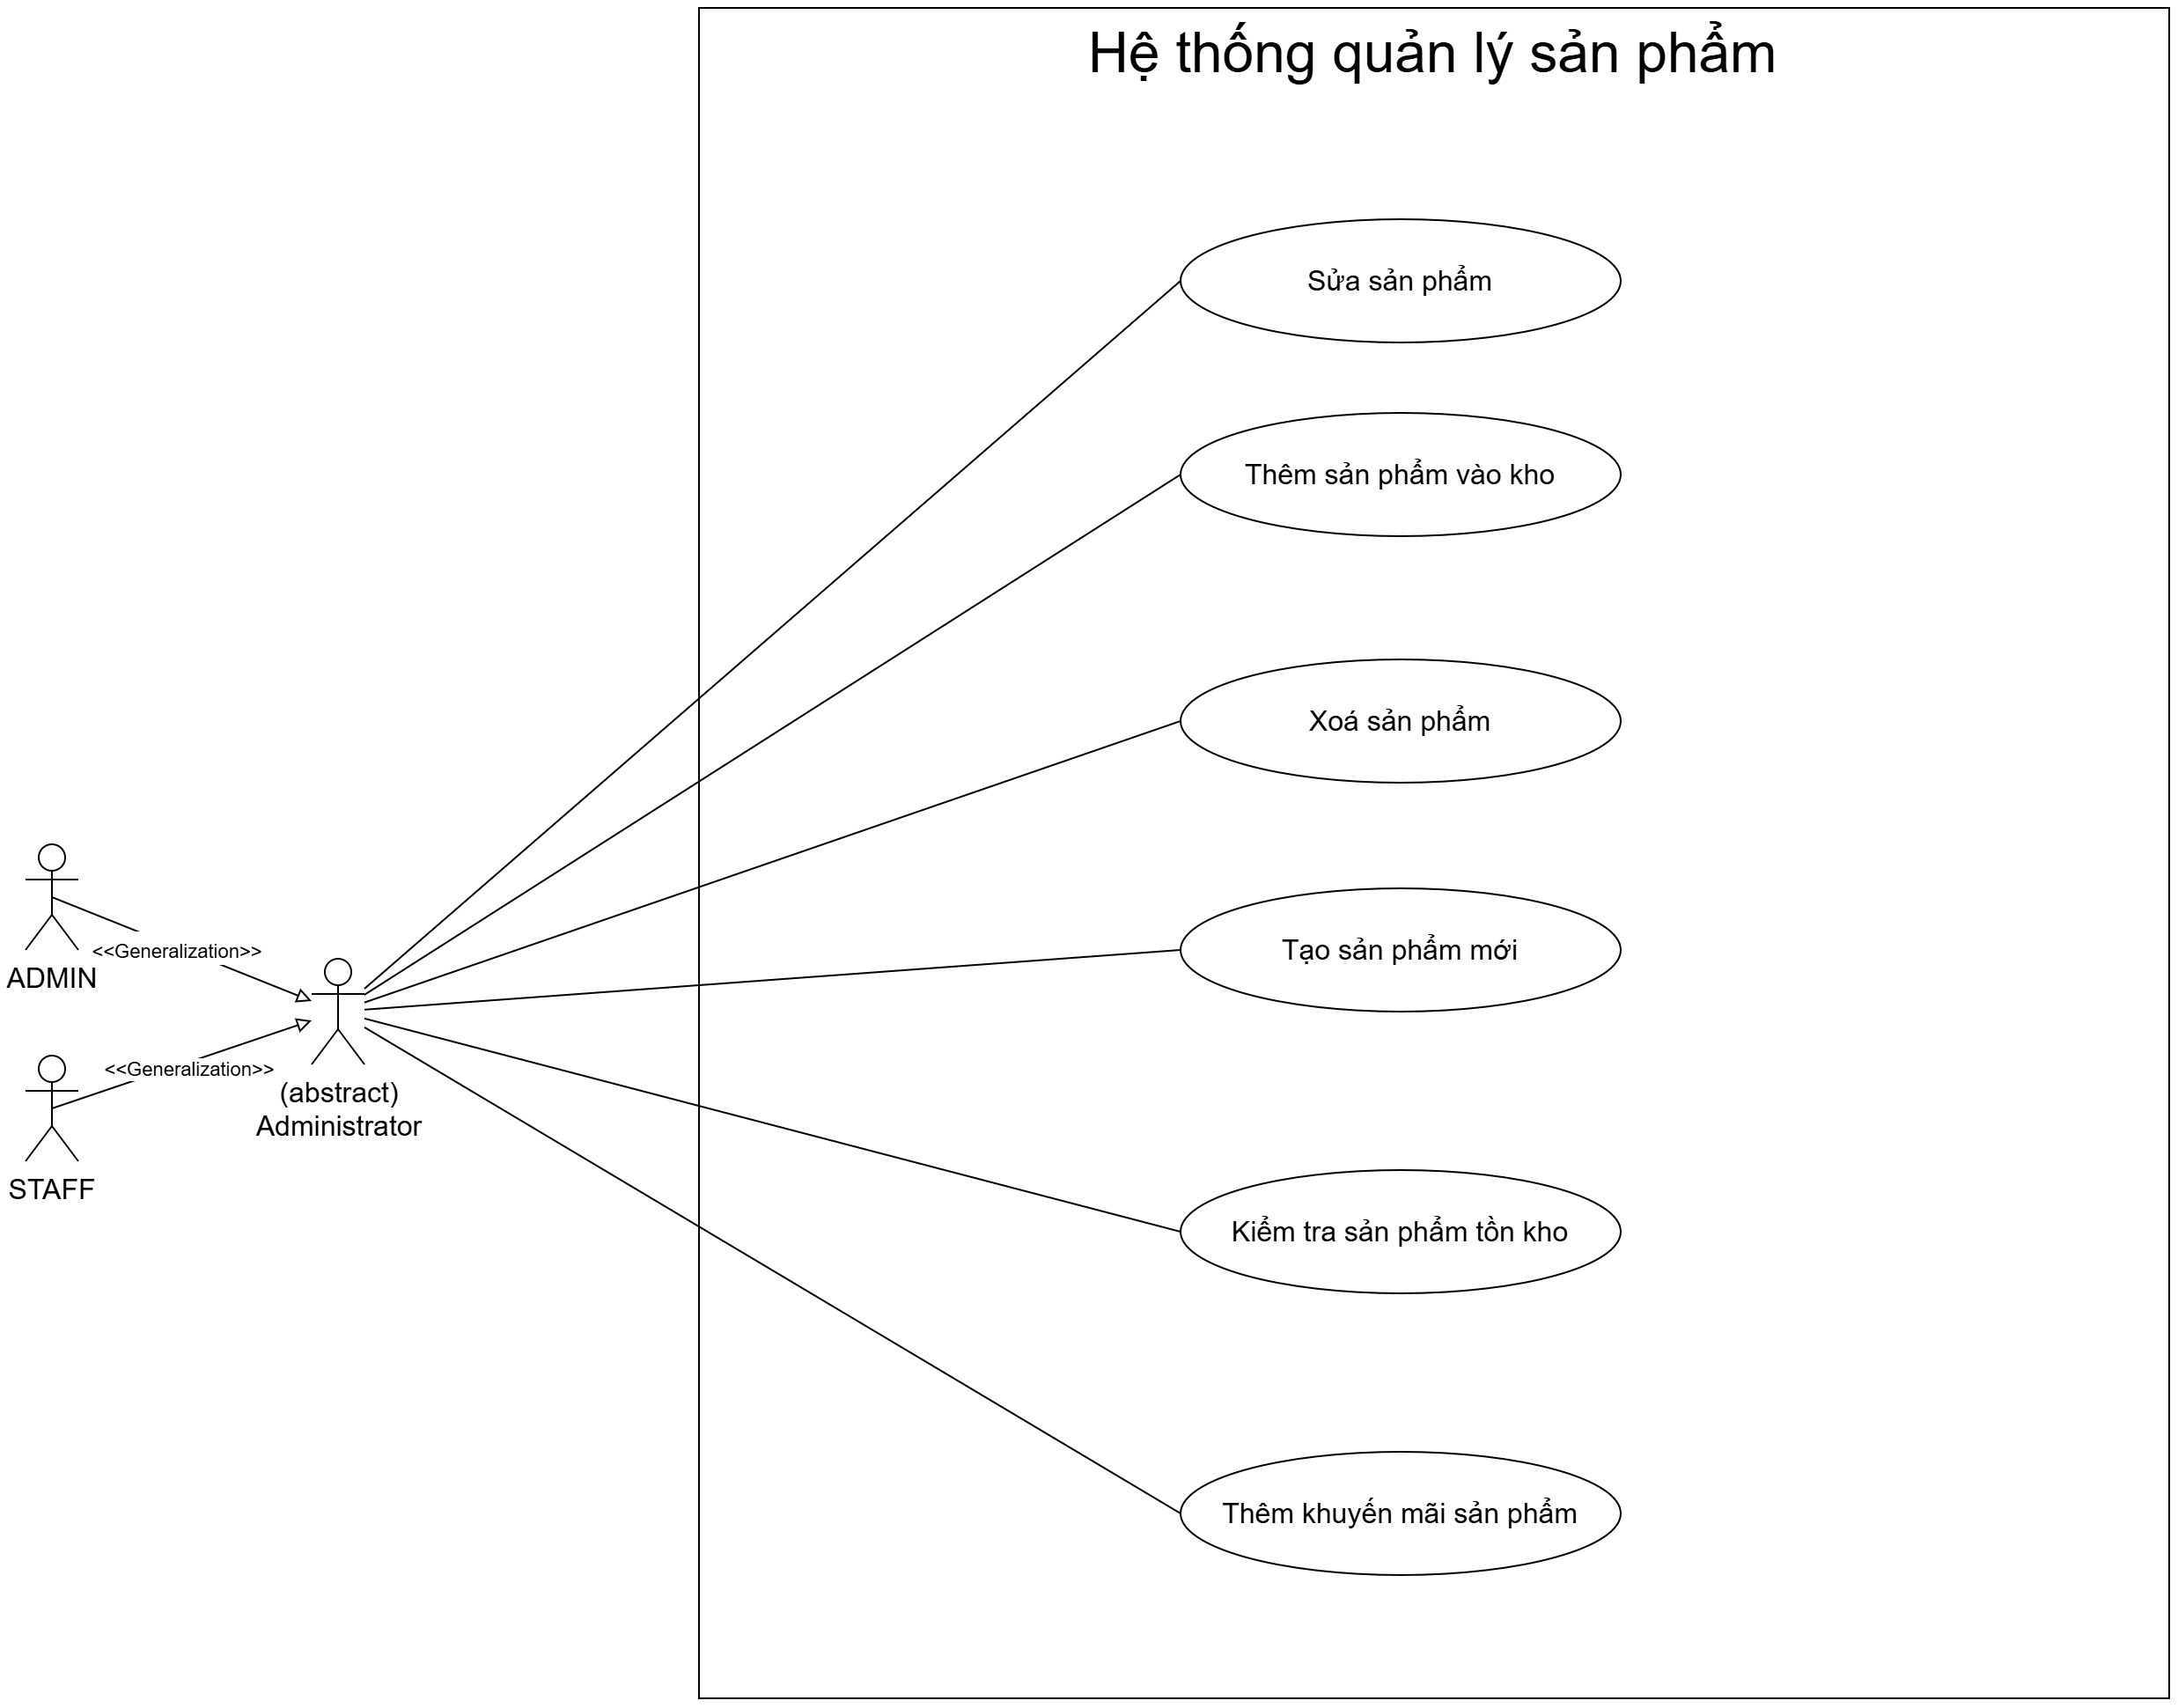 Hệ thống quản lý sản phẩm
Sửa sản phẩm
Thêm sản phẩm vào kho
Xoá sản phẩm
Tạo sản phẩm mới
<<Generalization>>
ADMIN
<<Generalization>>
(abstract)
Administrator
STAFF
Kiểm tra sản phẩm tồn kho
Thêm khuyến mãi sản phẩm